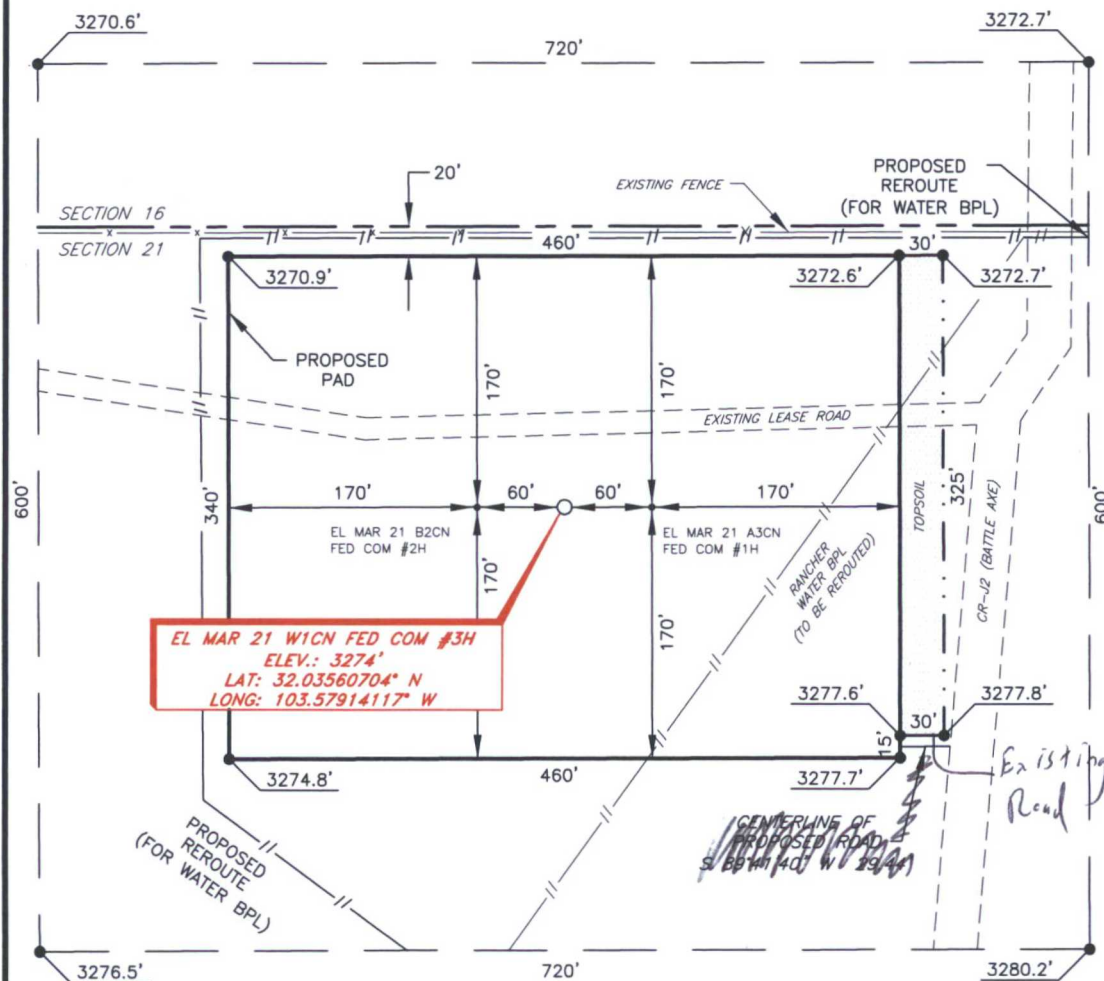 3270.6'
3272.7'
720'
20'
EXISTING FENCE
PROPOSED
REROUTE
(FOR WATER BPL)
SECTION 16
SECTION 21
460'
30'
3270.9'
3272.6'
3272.7'
PROPOSED
PAD
170'
170'
EXISTING LEASE ROAD
600'
340'
170'
60'
60'
170'
TOPSOIL
325'
600'
EL MAR 21 B2CN
FED COM #2H
EL MAR 21 A3CN
FED COM #1H
CR-J2 (BATTLE AXE)
RANCHER
WATER BPL
(TO BE REROUTED)
170'
170'
EL MAR 21 W1CN FED COM #3H
ELEV.: 3274'
LAT: 32.03560704° N
LONG: 103.57914117° W
3277.6'
3277.8'
30'
15'
3274.8'
460'
3277.7'
Existing
Road
PROPOSED
REROUTE
(FOR WATER BPL)
CENTERLINE OF
PROPOSED ROAD
S 89°41'40" W 29.44'
3276.5'
720'
3280.2'